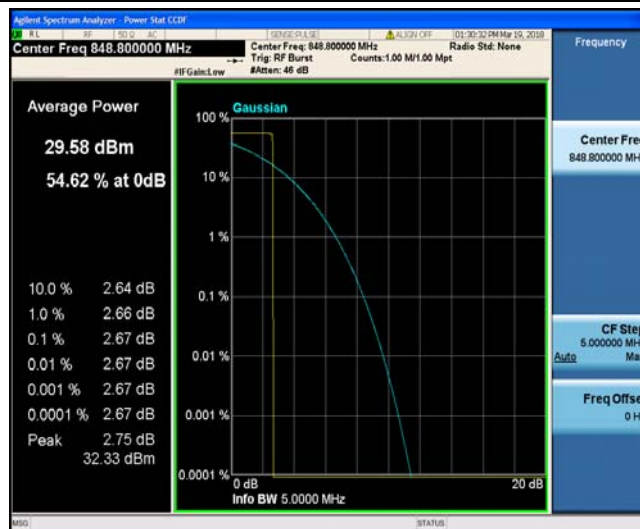 Agilent Spectrum Analyzer - Power Stat CCDF
RL RF 50 Ω AC SENSE:PULSE ALIGN OFF 01:30:32 PM Mar 19, 2018
Center Freq 848.800000 MHz
Center Freq: 848.800000 MHz Radio Std: None
Trig: RF Burst Counts:1.00 M/1.00 Mpt
#IFGain:Low #Atten: 46 dB
Frequency
Average Power
29.58 dBm
54.62 % at 0dB
10.0 % 2.64 dB
1.0 % 2.66 dB
0.1 % 2.67 dB
0.01 % 2.67 dB
0.001 % 2.67 dB
0.0001 % 2.67 dB
Peak 2.75 dB
32.33 dBm
Gaussian
100 %
10 %
1 %
0.1 %
0.01 %
0.001 %
0.0001 %
0 dB 20 dB
Info BW 5.0000 MHz
Center Fre
848.800000 MH
CF Step
5.000000 MH
Auto Ma
Freq Offse
0 H
MSG STATUS